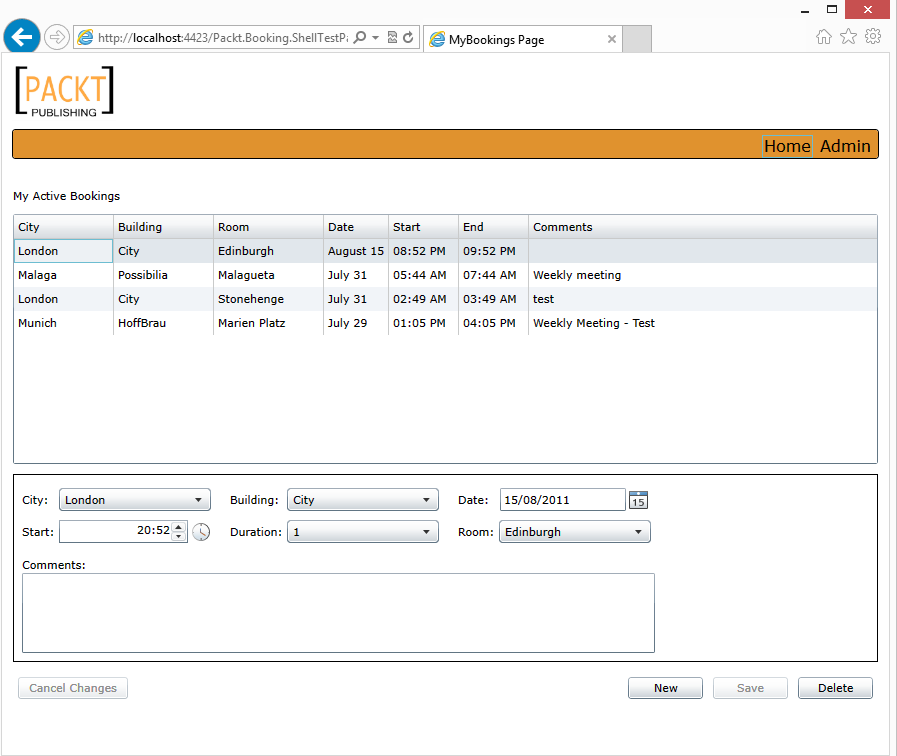 http://localhost:4423/Packt.Booking.ShellTestPa
MyBookings Page
[PACKT]
PUBLISHING
Home Admin
My Active Bookings
City Building Room Date Start End Comments
London City Edinburgh August 15 08:52 PM 09:52 PM
Malaga Possibilia Malagueta July 31 05:44 AM 07:44 AM Weekly meeting
London City Stonehenge July 31 02:49 AM 03:49 AM test
Munich HoffBrau Marien Platz July 29 01:05 PM 04:05 PM Weekly Meeting - Test
City: London Building: City Date: 15/08/2011 15
Start: 20:52 Duration: 1 Room: Edinburgh
Comments:
Cancel Changes New Save Delete